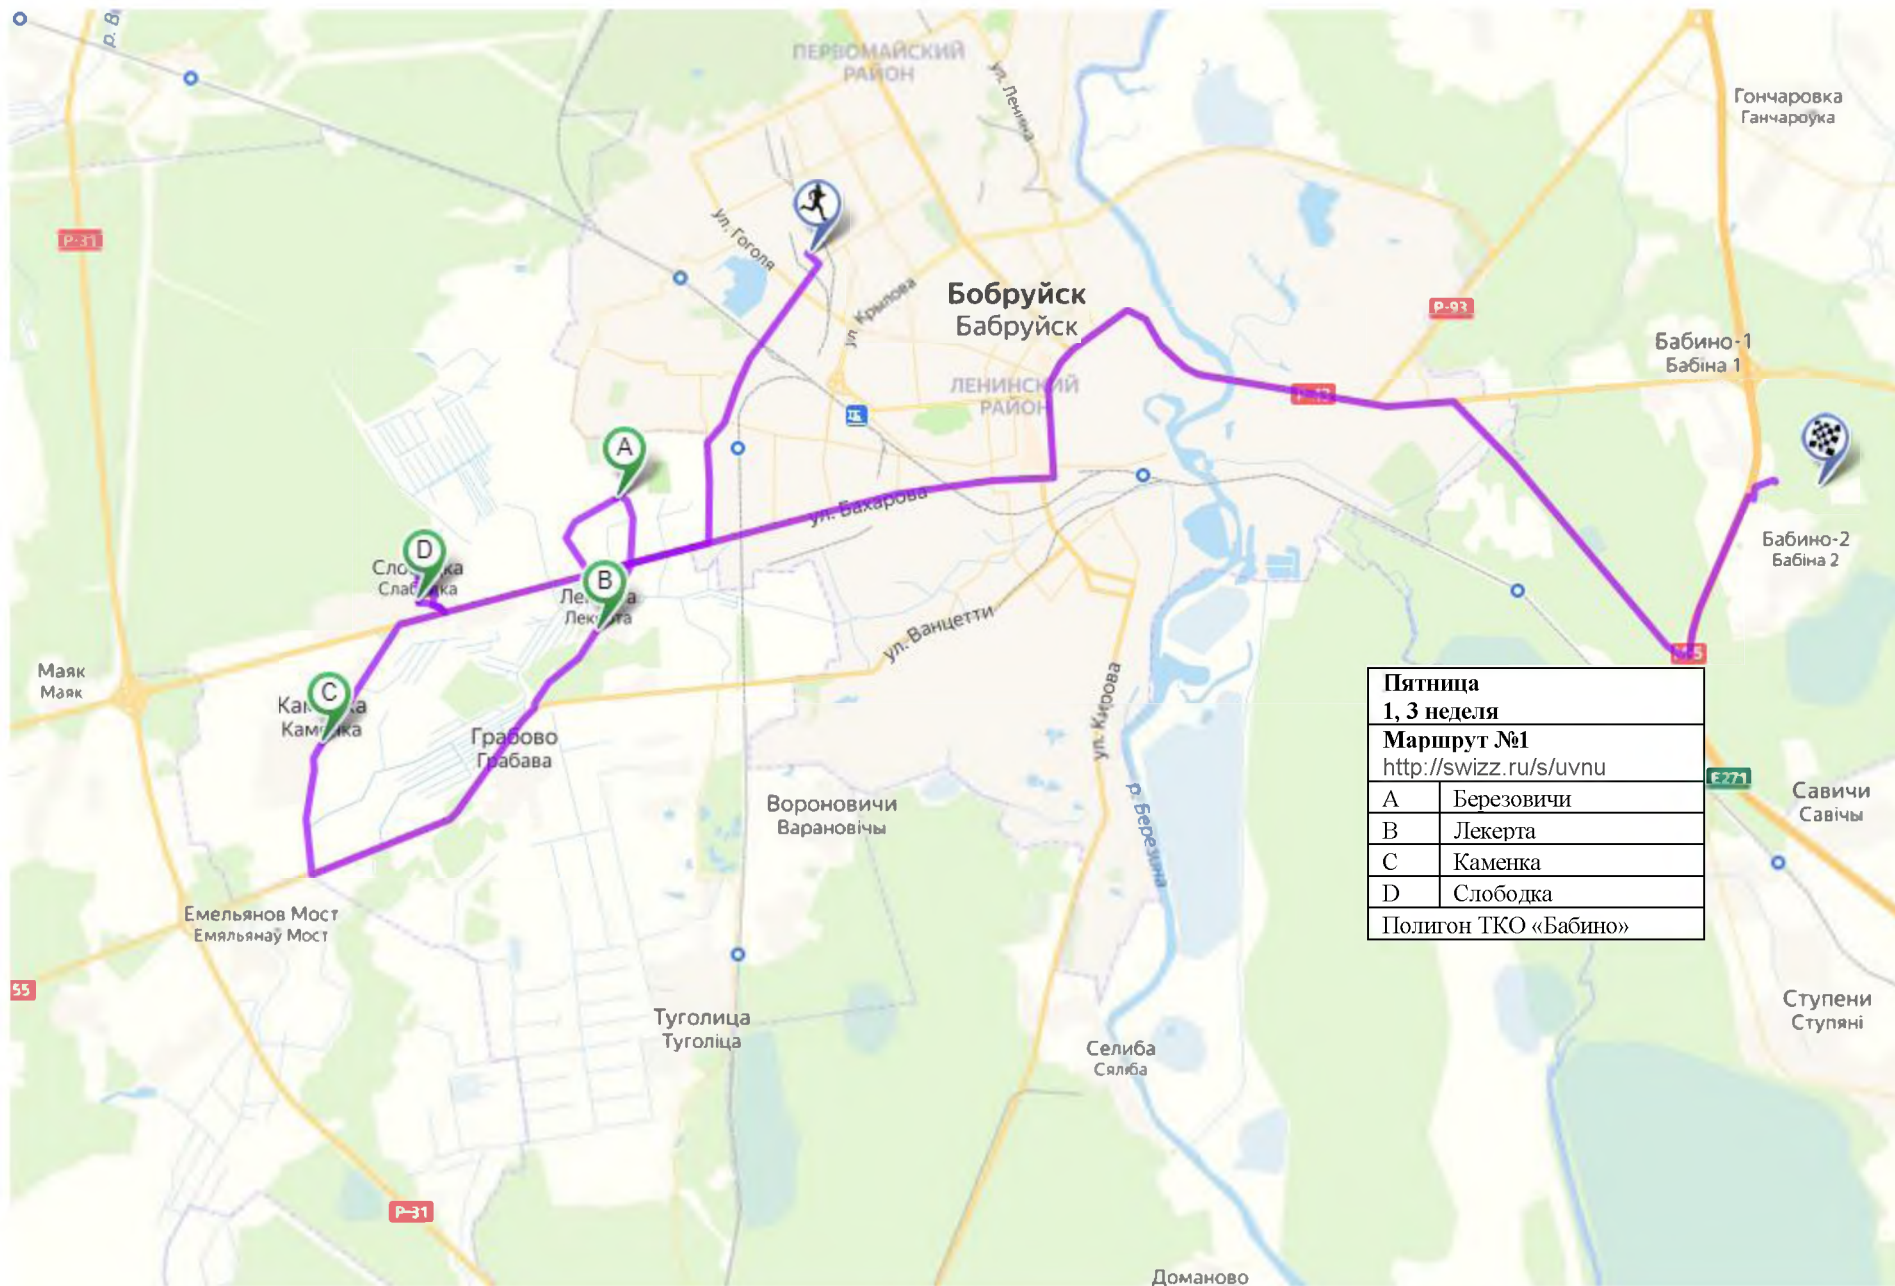 ПЕРВОМАЙСКИЙ
РАЙОН
ул. Ленина
Гончаровка
Ганчароўка
ул. Гоголя
P-31
ул. Крылова
Бобруйск
Бабруйск
P-93
Бабино-1
Бабіна 1
ЛЕНИНСКИЙ
РАЙОН
A
ул. Бахарова
D
B
Бабино-2
Бабіна 2
ул. Ванцетти
Маяк
Маяк
C
ул. Кирова
Грабово
Грабава
р. Березина
Вороновичи
Варановічы
E271
Савичи
Савічы
Пятница
1, 3 неделя
Маршрут №1
http://swizz.ru/s/uvnu
A Березовичи
B Лекерта
C Каменка
D Слободка
Полигон ТКО «Бабино»
Емельянов Мост
Емяльянаў Мост
55
Туголица
Туголіца
Селиба
Сяліба
Ступени
Ступяні
P-31
Доманово